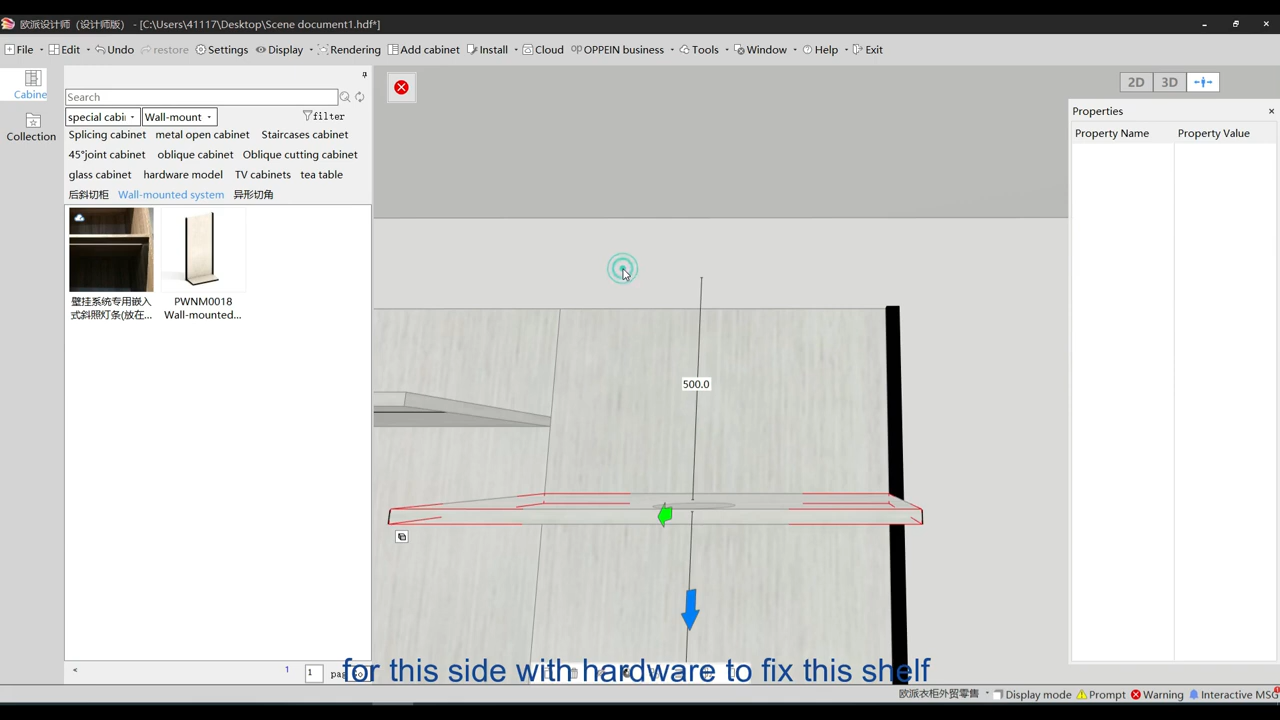 欧派设计师（设计师版） - [C:\Users\41117\Desktop\Scene document1.hdf*]
File Edit Undo restore Settings Display Rendering Add cabinet Install Cloud OPPEIN business Tools Window Help Exit
2D 3D
Cabine
Collection
Search
special cabi Wall-mount filter
Splicing cabinet metal open cabinet Staircases cabinet
45°joint cabinet oblique cabinet Oblique cutting cabinet
glass cabinet hardware model TV cabinets tea table
后斜切柜 Wall-mounted system 异形切角
壁挂系统专用嵌入
式斜照灯条(放在...
PWNM0018
Wall-mounted...
500.0
Properties
Property Name Property Value
for this side with hardware to fix this shelf
< 1 1
欧派衣柜外贸零售 Display mode Prompt Warning Interactive MSG